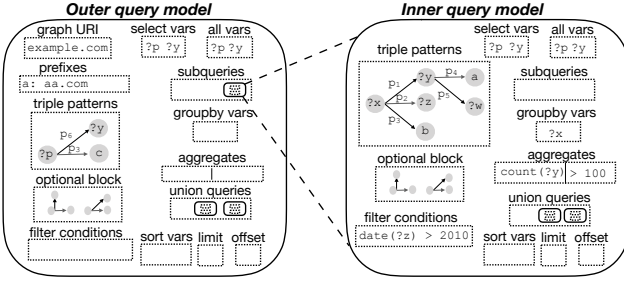 Outer query model
graph URI
example.com
select vars
?p ?y
all vars
?p ?y
prefixes
a: aa.com
subqueries
triple patterns
?p
p6
p3
?y
c
groupby vars
aggregates
optional block
union queries
filter conditions
sort vars
limit
offset
Inner query model
select vars
?p ?y
all vars
?p ?y
triple patterns
?x
p1
p2
p3
?y
?z
b
p4
p5
a
?w
subqueries
groupby vars
?x
optional block
aggregates
count(?y) > 100
union queries
filter conditions
date(?z) > 2010
sort vars
limit
offset